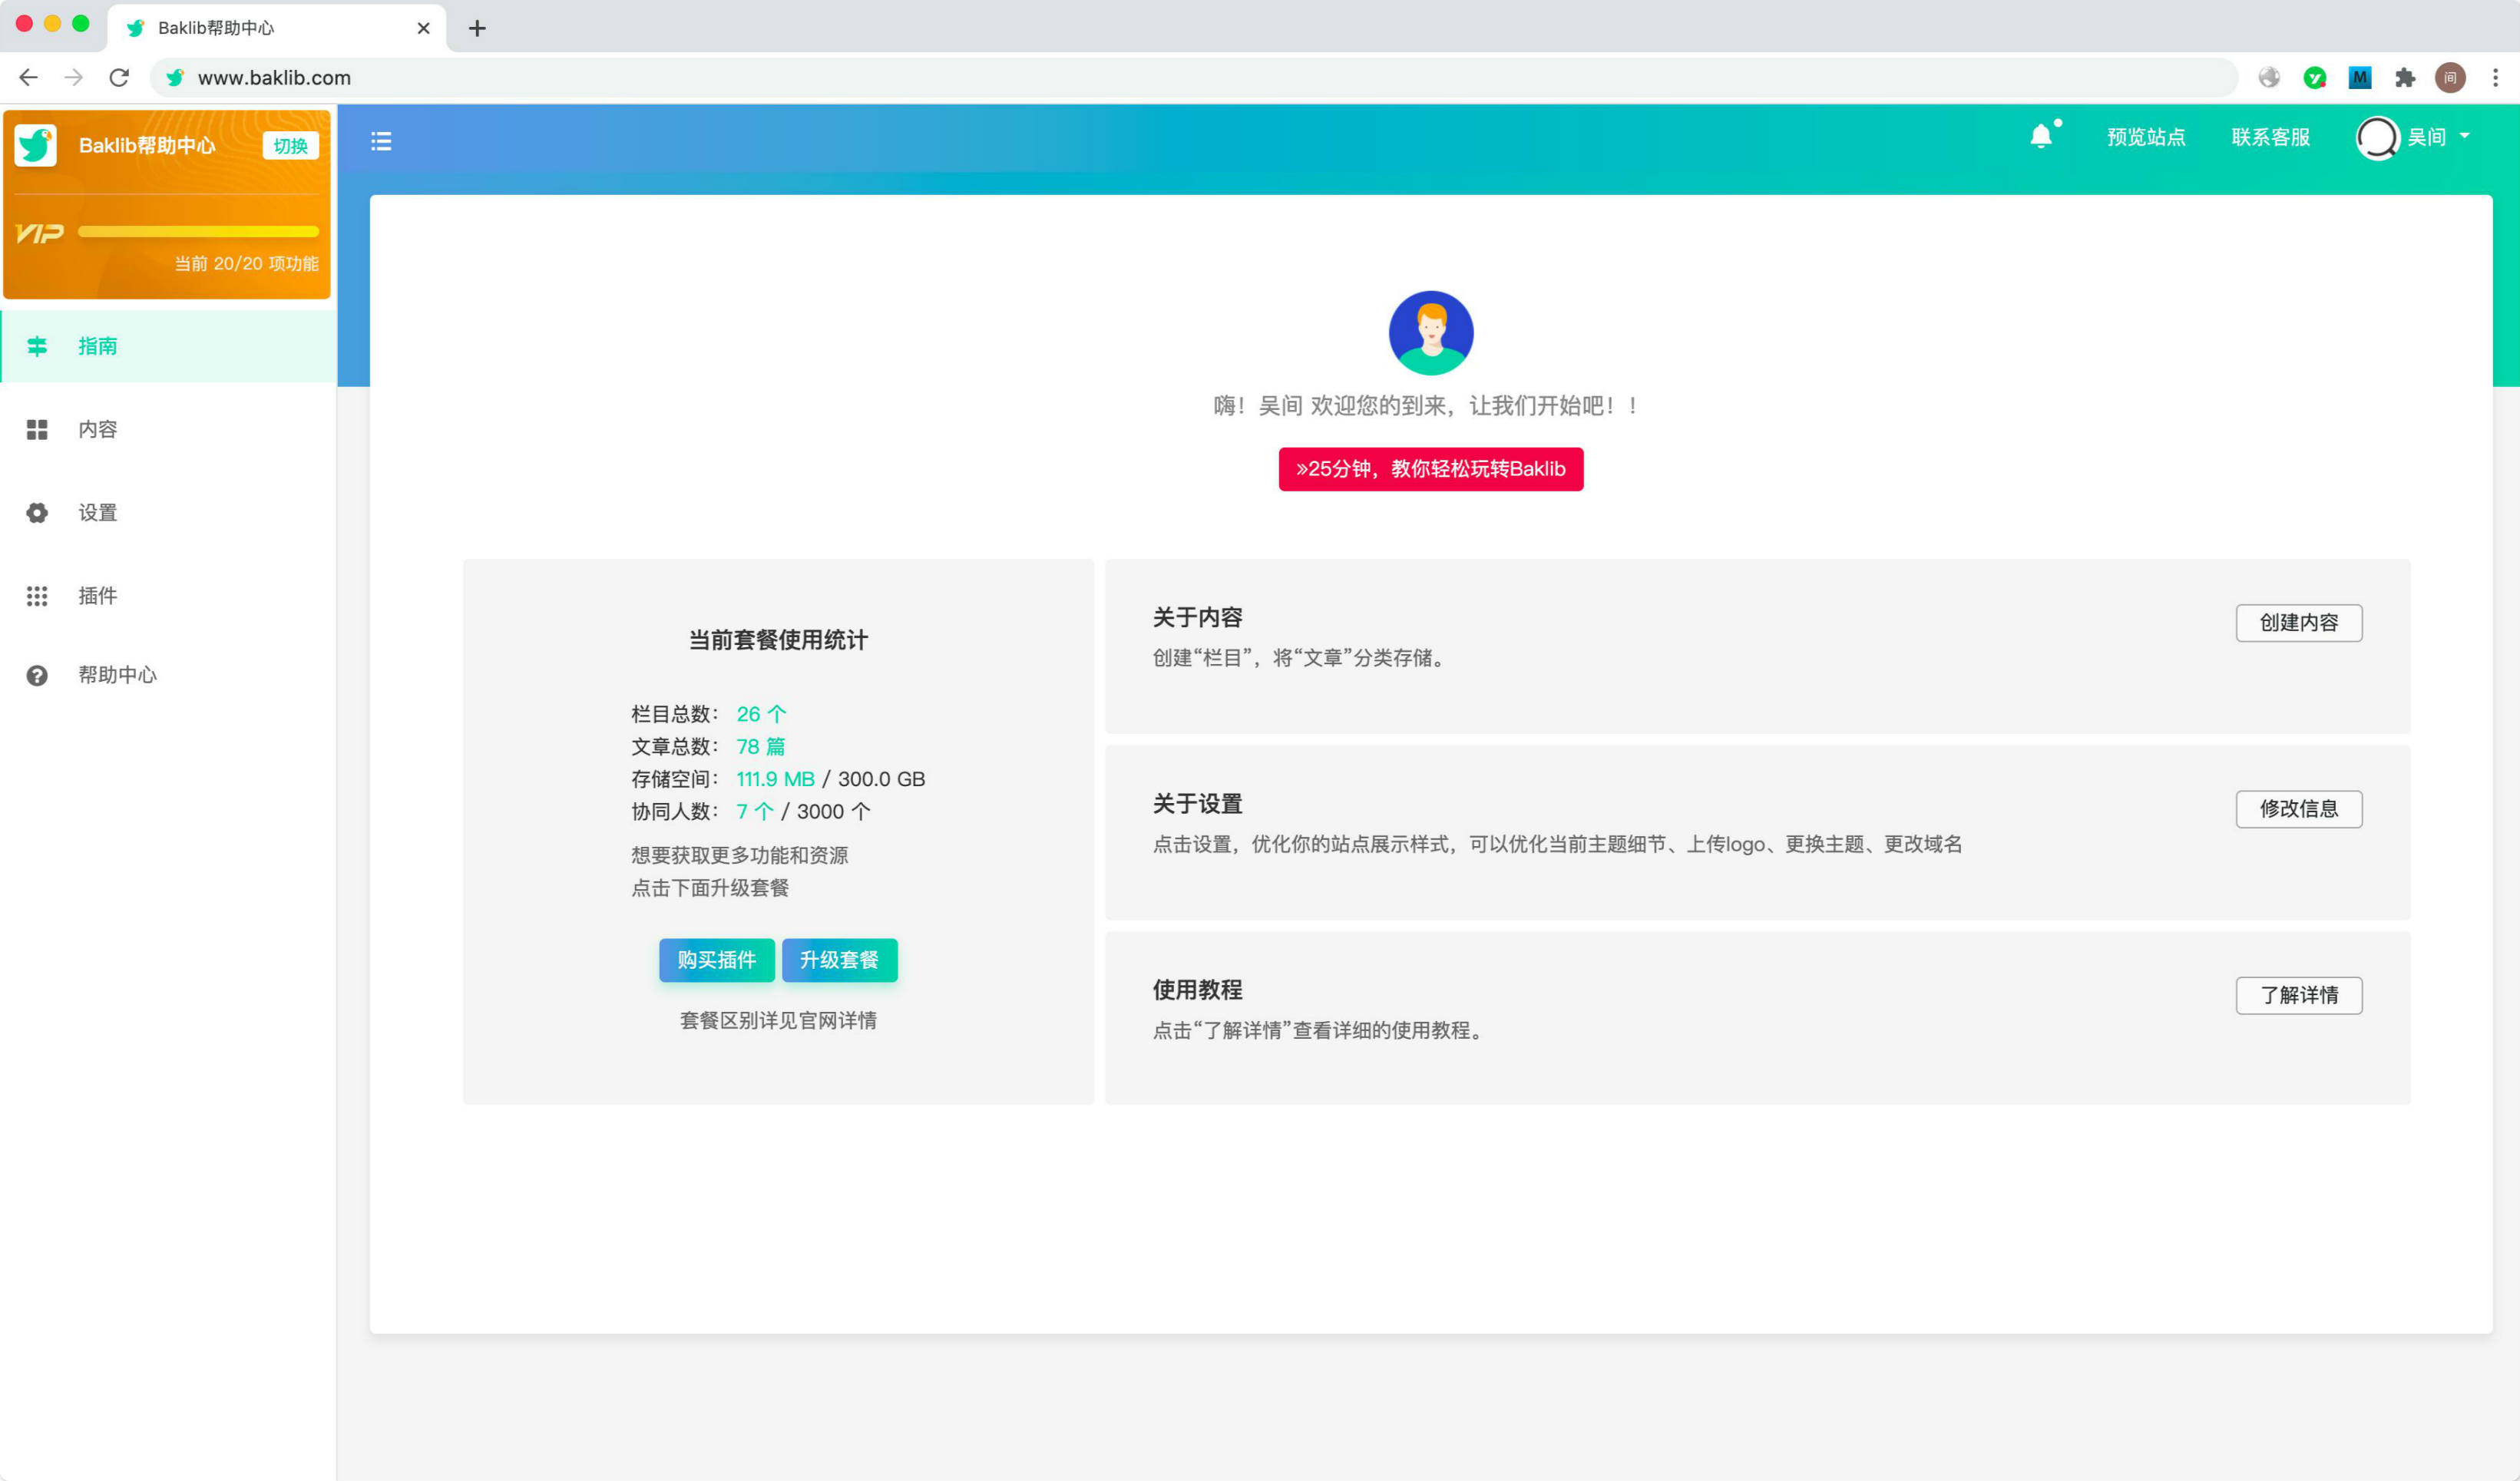 Baklib帮助中心
www.baklib.com
M
间
Baklib帮助中心
切换
VIP
当前 20/20 项功能
预览站点
联系客服
吴间
指南
内容
设置
插件
帮助中心
嗨！吴间 欢迎您的到来，让我们开始吧！！
»25分钟，教你轻松玩转Baklib
当前套餐使用统计
栏目总数： 26 个
文章总数： 78 篇
存储空间： 111.9 MB / 300.0 GB
协同人数： 7 个 / 3000 个
想要获取更多功能和资源
点击下面升级套餐
购买插件
升级套餐
套餐区别详见官网详情
关于内容
创建“栏目”，将“文章”分类存储。
创建内容
关于设置
点击设置，优化你的站点展示样式，可以优化当前主题细节、上传logo、更换主题、更改域名
修改信息
使用教程
点击“了解详情”查看详细的使用教程。
了解详情